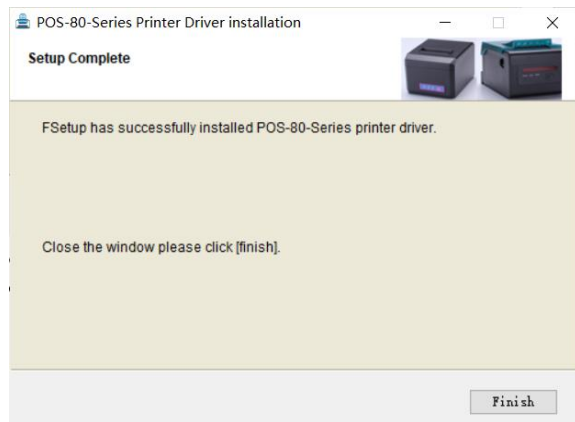 POS-80-Series Printer Driver installation
Setup Complete
FSetup has successfully installed POS-80-Series printer driver.
Close the window please click [finish].
Finish